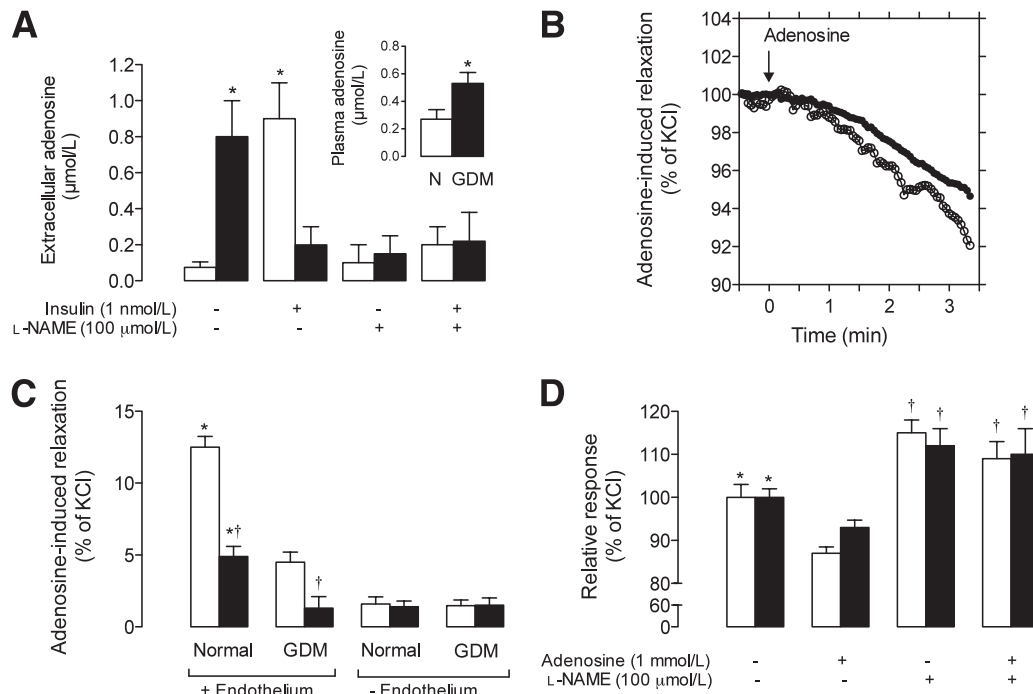 A
Extracellular adenosine
(μmol/L)
1.2
1.0
0.8
0.6
0.4
0.2
0.0
*
*
Plasma adenosine
(μmol/L)
0.8
0.6
0.4
0.2
0.0
*
N GDM
Insulin (1 nmol/L) - + - +
L-NAME (100 μmol/L) - - + +
B
Adenosine-induced relaxation
(% of KCl)
104
102
100
98
96
94
92
90
Adenosine
0 1 2 3
Time (min)
C
Adenosine-induced relaxation
(% of KCl)
15
10
5
0
*
*†
†
Normal GDM Normal GDM
+ Endothelium - Endothelium
D
Relative response
(% of KCl)
120
110
100
90
80
60
0
* *
† †
† †
Adenosine (1 mmol/L) - + - +
L-NAME (100 μmol/L) - - + +